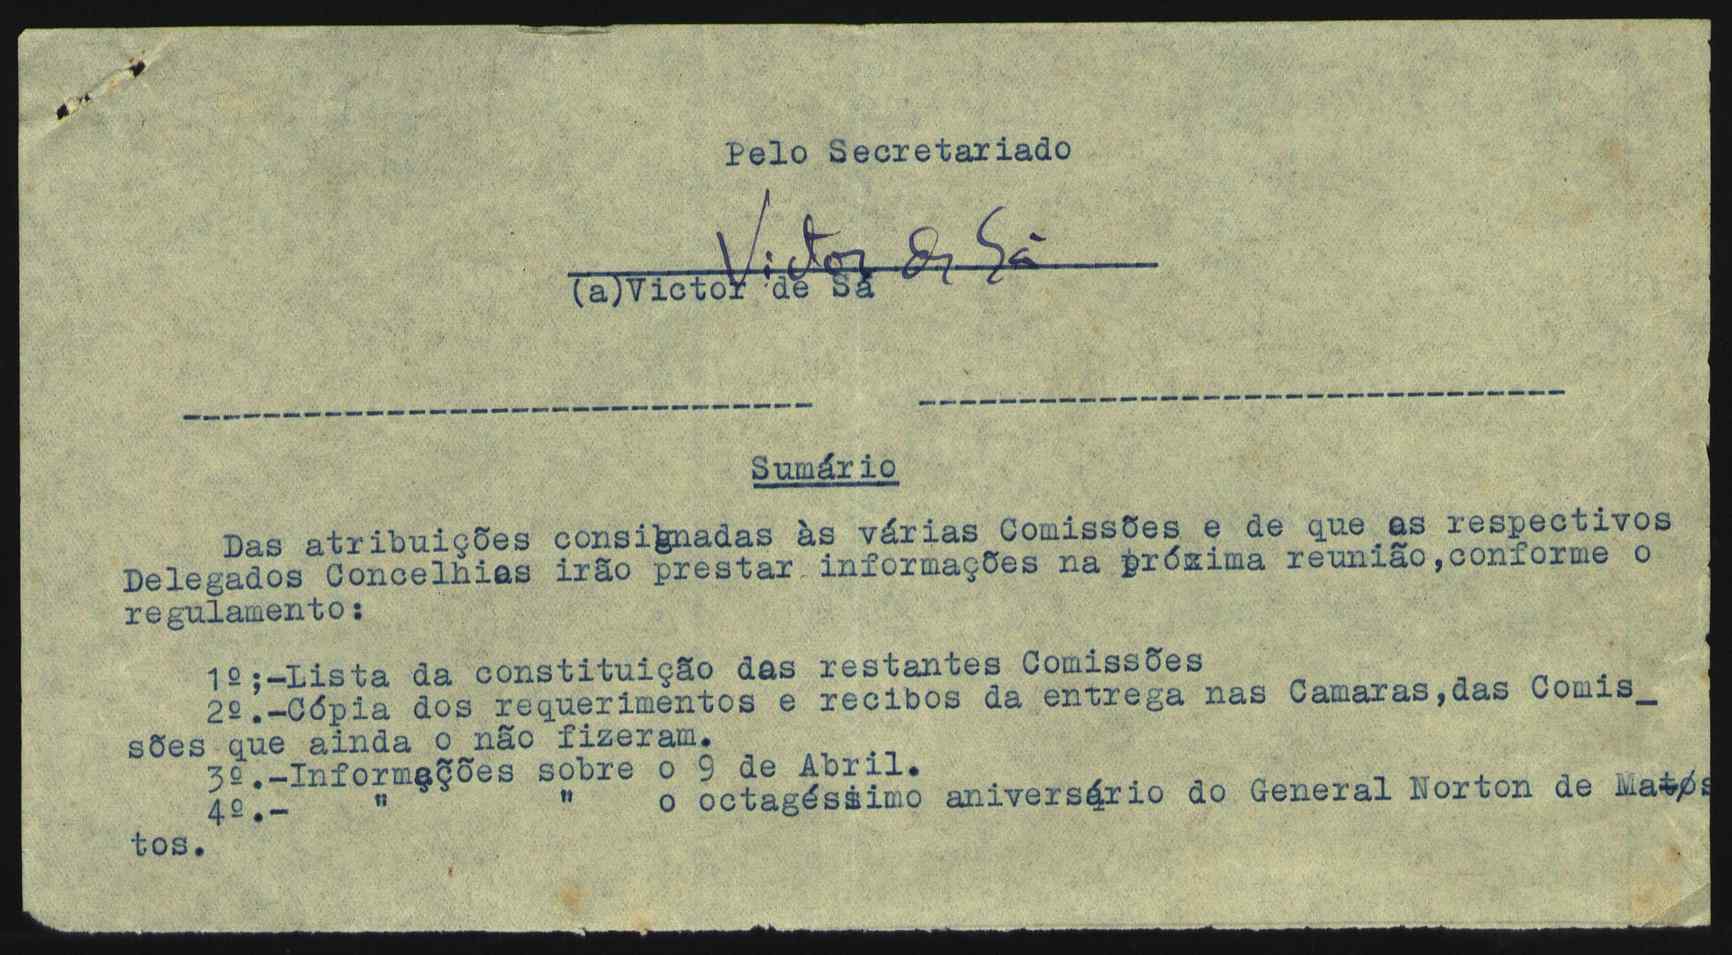 Pelo Secretariado
Victor de Sá
(a)Victor de Sá
Sumário
Das atribuições consignadas às várias Comissões e de que os respectivos
Delegados Concelhios irão prestar informações na próxima reunião,conforme o
regulamento:
1º;-Lista da constituição das restantes Comissões
2º.-Cópia dos requerimentos e recibos da entrega nas Camaras,das Comis_
sões que ainda o não fizeram.
3º.-Informações sobre o 9 de Abril.
4º.- " " o octagéssimo aniversário do General Norton de Matos
tos.